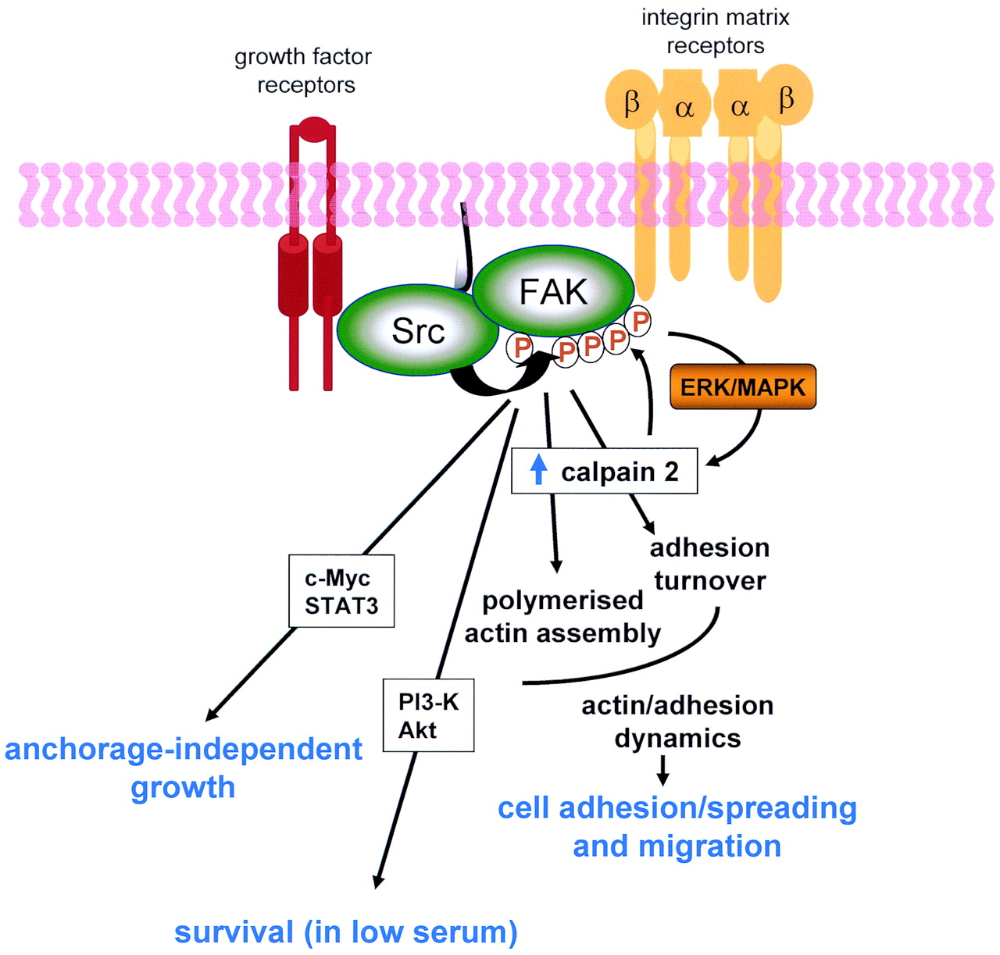 integrin matrix
receptors
growth factor
receptors
β
α
α
β
FAK
Src
P
P
P
P
P
ERK/MAPK
calpain 2
adhesion
turnover
c-Myc
STAT3
polymerised
actin assembly
PI3-K
Akt
actin/adhesion
dynamics
anchorage-independent
growth
cell adhesion/spreading
and migration
survival (in low serum)